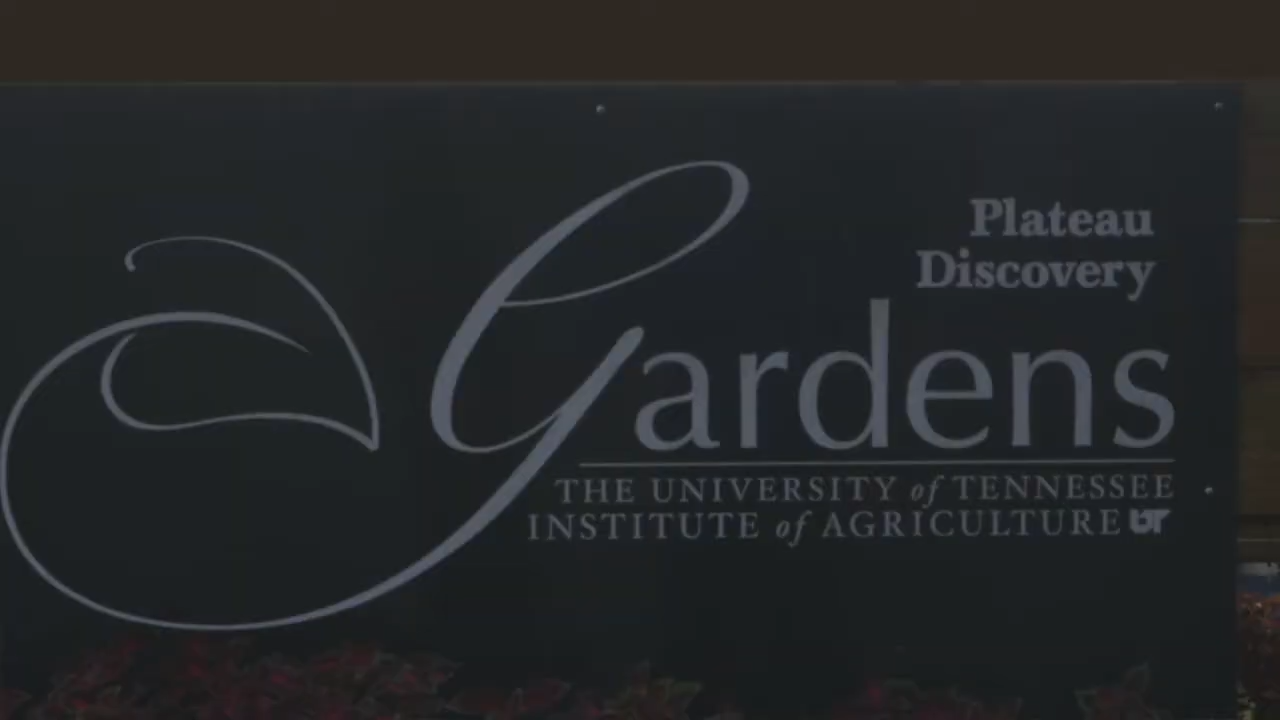 Plateau
Discovery
Gardens
THE UNIVERSITY of TENNESSEE
INSTITUTE of AGRICULTURE UT